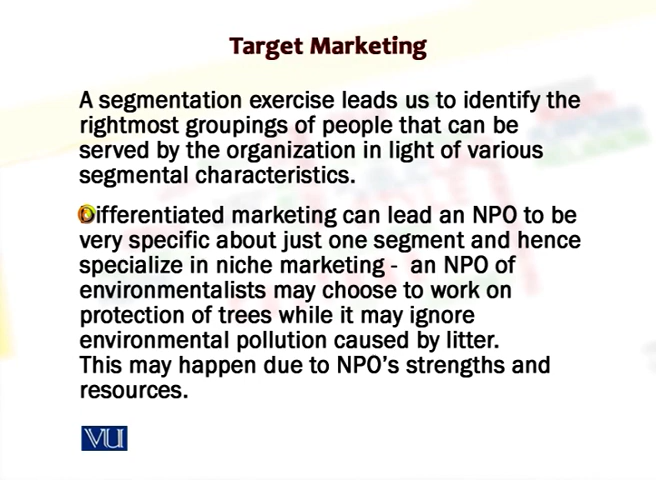 Target Marketing
A segmentation exercise leads us to identify the
rightmost groupings of people that can be
served by the organization in light of various
segmental characteristics.
Differentiated marketing can lead an NPO to be
very specific about just one segment and hence
specialize in niche marketing - an NPO of
environmentalists may choose to work on
protection of trees while it may ignore
environmental pollution caused by litter.
This may happen due to NPO's strengths and
resources.
VU